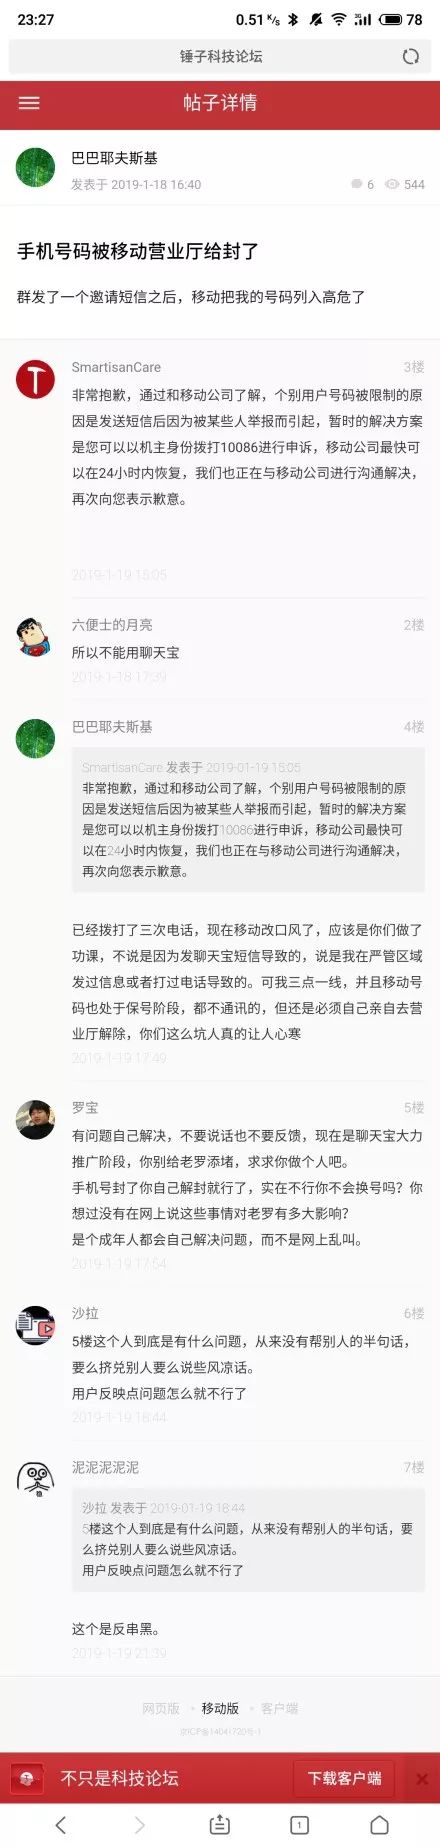 23:27
0.51 K/s
3G
78
锤子科技论坛
帖子详情
巴巴耶夫斯基
发表于 2019-1-18 16:40
6
544
手机号码被移动营业厅给封了
群发了一个邀请短信之后，移动把我的号码列入高危了
SmartisanCare
3楼
非常抱歉，通过和移动公司了解，个别用户号码被限制的原
因是发送短信后因为被某些人举报而引起，暂时的解决方案
是您可以以机主身份拨打10086进行申诉，移动公司最快可
以在24小时内恢复，我们也正在与移动公司进行沟通解决，
再次向您表示歉意。
2019-1-19 15:05
六便士的月亮
2楼
所以不能用聊天宝
2019-1-18 17:39
巴巴耶夫斯基
4楼
SmartisanCare 发表于 2019-01-19 15:05
非常抱歉，通过和移动公司了解，个别用户号码被限制的原
因是发送短信后因为被某些人举报而引起，暂时的解决方案
是您可以以机主身份拨打10086进行申诉，移动公司最快可
以在24小时内恢复，我们也正在与移动公司进行沟通解决，
再次向您表示歉意。
已经拨打了三次电话，现在移动改口风了，应该是你们做了
功课，不说是因为发聊天宝短信导致的，说是我在严管区域
发过信息或者打过电话导致的。可我三点一线，并且移动号
码也处于保号阶段，都不通讯的，但还是必须自己亲自去营
业厅解除，你们这么坑人真的让人心寒
2019-1-19 17:49
罗宝
5楼
有问题自己解决，不要说话也不要反馈，现在是聊天宝大力
推广阶段，你别给老罗添堵，求求你做个人吧。
手机号封了你自己解封就行了，实在不行你不会换号吗？你
想过没有在网上说这些事情对老罗有多大影响？
是个成年人都会自己解决问题，而不是网上乱叫。
2019-1-19 17:54
沙拉
6楼
5楼这个人到底是有什么问题，从来没有帮别人的半句话，
要么挤兑别人要么说些风凉话。
用户反映点问题怎么就不行了
2019-1-19 18:44
泥泥泥泥泥
7楼
沙拉 发表于 2019-01-19 18:44
5楼这个人到底是有什么问题，从来没有帮别人的半句话，要
么挤兑别人要么说些风凉话。
用户反映点问题怎么就不行了
这个是反串黑。
2019-1-19 21:39
网页版 • 移动版 • 客户端
京ICP备14041720号-1
不只是科技论坛
下载客户端
1